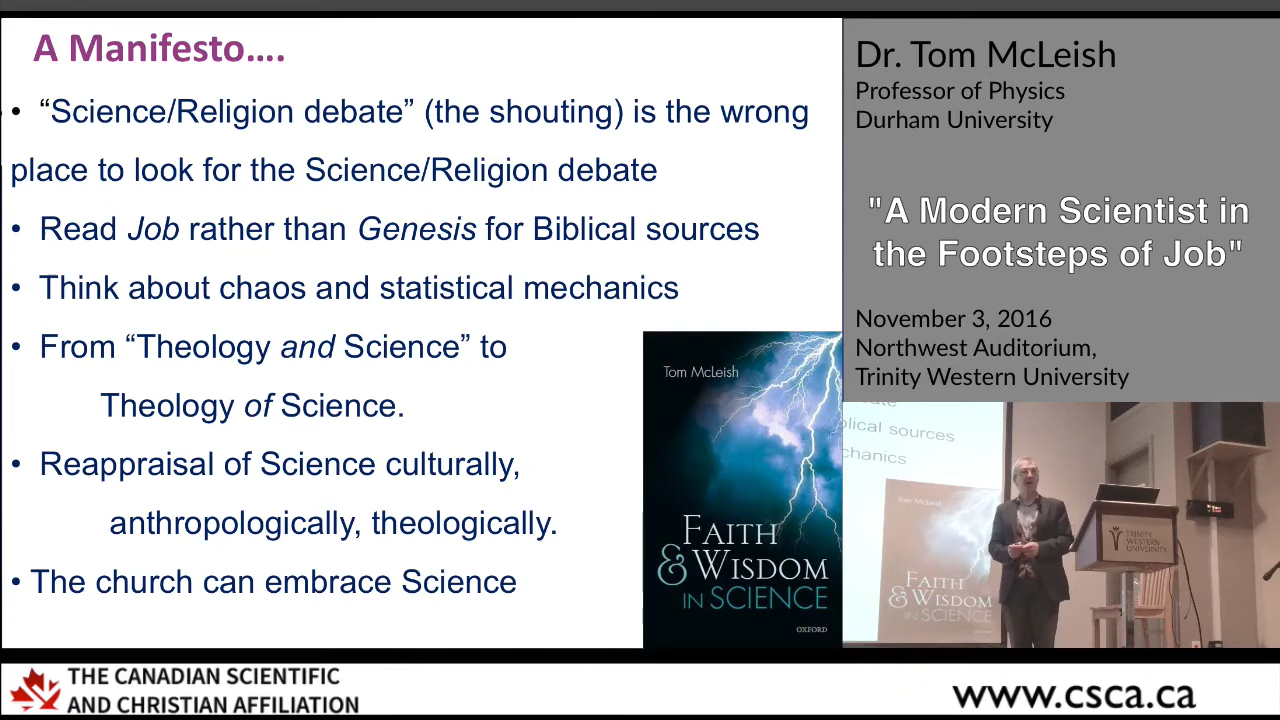 A Manifesto....
• “Science/Religion debate” (the shouting) is the wrong
place to look for the Science/Religion debate
• Read Job rather than Genesis for Biblical sources
• Think about chaos and statistical mechanics
• From “Theology and Science” to
Theology of Science.
• Reappraisal of Science culturally,
anthropologically, theologically.
• The church can embrace Science
Tom McLeish
FAITH
& WISDOM
IN SCIENCE
OXFORD
Dr. Tom McLeish
Professor of Physics
Durham University
"A Modern Scientist in
the Footsteps of Job"
November 3, 2016
Northwest Auditorium,
Trinity Western University
blical sources
chanics
Tom McLeish
FAITH
& WISDOM
IN SCIENCE
TRINITY
WESTERN
UNIVERSITY
THE CANADIAN SCIENTIFIC
AND CHRISTIAN AFFILIATION
www.csca.ca